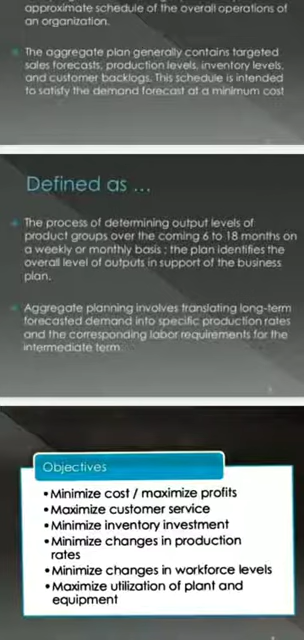 approximate schedule of the overall operations of
an organization.
The aggregate plan generally contains targeted
sales forecasts, production levels, inventory levels,
and customer backlogs. This schedule is intended
to satisfy the demand forecast at a minimum cost
Defined as ...
The process of determining output levels of
product groups over the coming 6 to 18 months on
a weekly or monthly basis ; the plan identifies the
overall level of outputs in support of the business
plan.
Aggregate planning involves translating long-term
forecasted demand into specific production rates
and the corresponding labor requirements for the
intermediate term.
Objectives
• Minimize cost / maximize profits
• Maximize customer service
• Minimize inventory investment
• Minimize changes in production
rates
• Minimize changes in workforce levels
• Maximize utilization of plant and
equipment